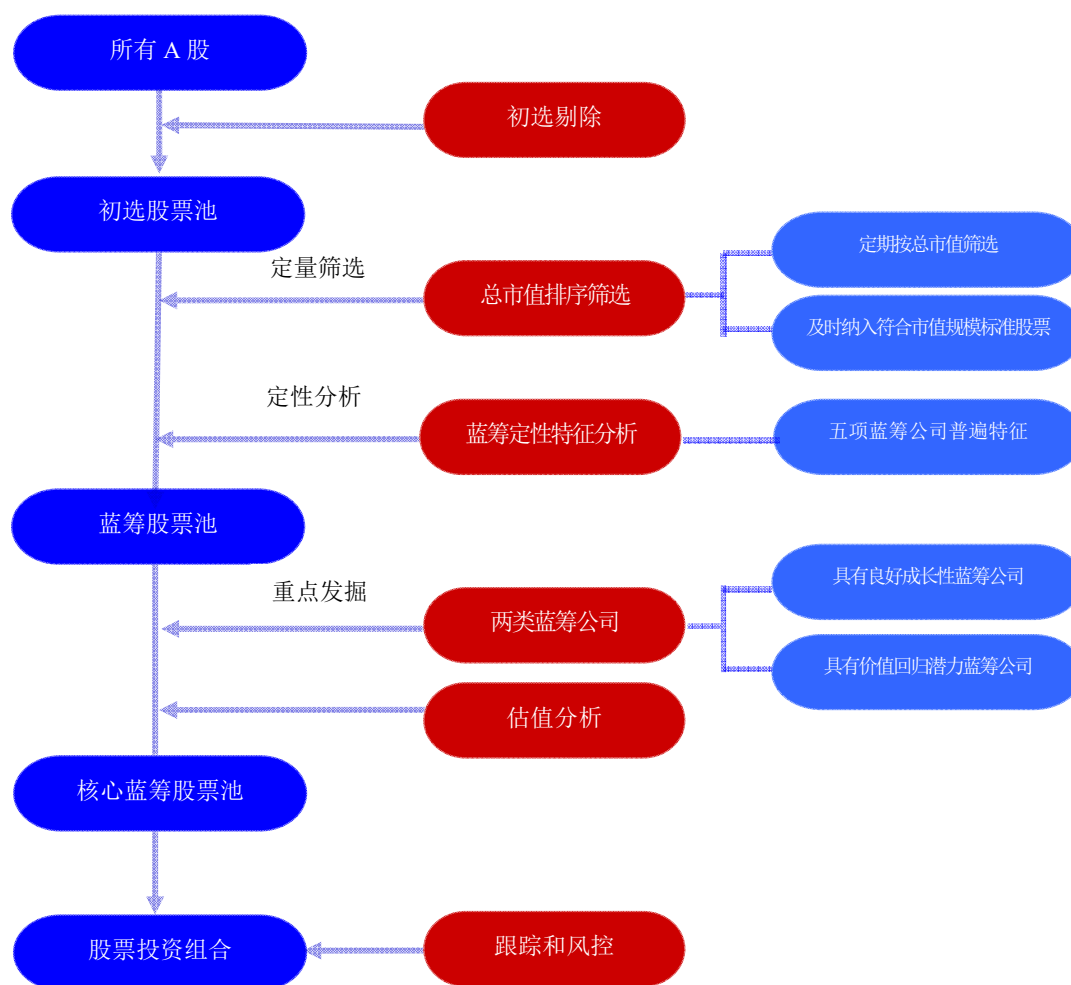 所有 A 股
初选剔除
初选股票池
定期按总市值筛选
定量筛选
总市值排序筛选
及时纳入符合市值规模标准股票
定性分析
蓝筹定性特征分析
五项蓝筹公司普遍特征
蓝筹股票池
具有良好成长性蓝筹公司
重点发掘
两类蓝筹公司
具有价值回归潜力蓝筹公司
估值分析
核心蓝筹股票池
股票投资组合
跟踪和风控